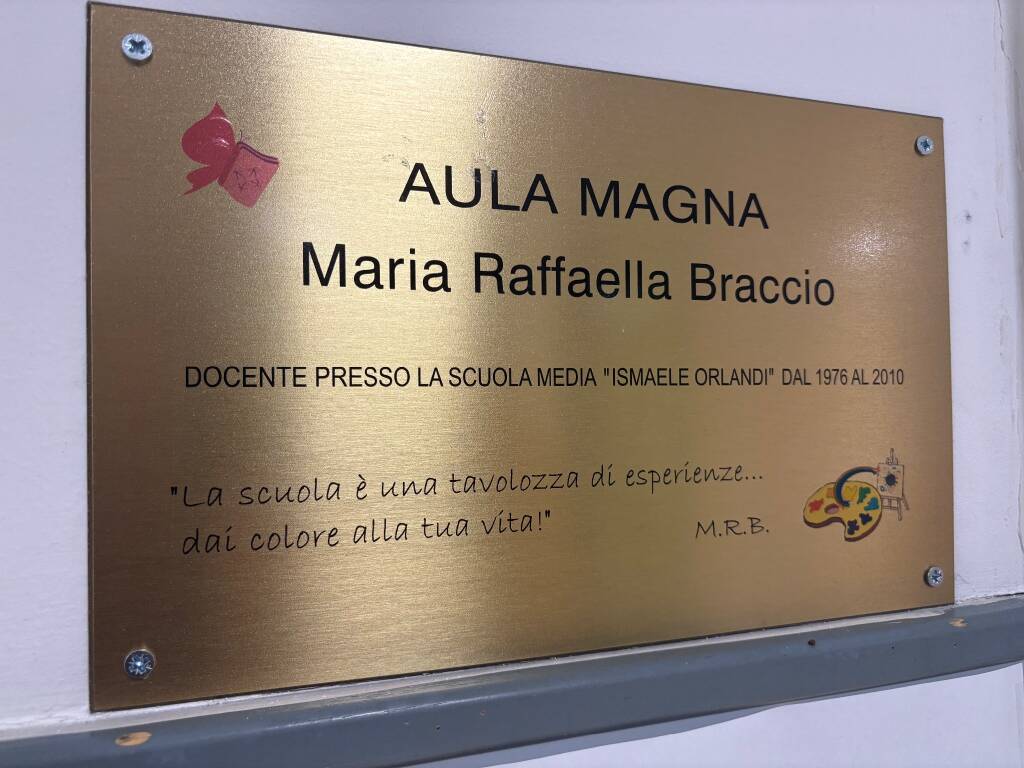 AULA MAGNA
Maria Raffaella Braccio
DOCENTE PRESSO LA SCUOLA MEDIA "ISMAELE ORLANDI" DAL 1976 AL 2010
"La scuola è una tavolozza di esperienze...
dai colore alla tua vita!"
M.R.B.